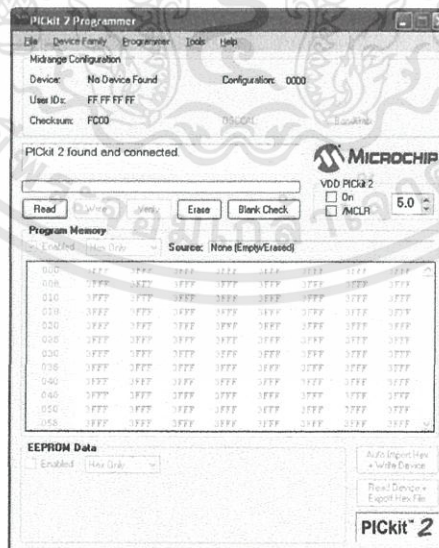 PICkit 2 Programmer
File Device Family Programmer Tools Help
Midrange Configuration
Device: No Device Found Configuration: 0000
User IDs: FF FF FF FF
Checksum: FC00 OSCCAL: BandGap:
PICkit 2 found and connected.
MICROCHIP
VDD PICkit 2
On
/MCLR
5.0
Read Write Verify Erase Blank Check
Program Memory
Enabled Hex Only Source: None (Empty/Erased)
000 3FFF 3FFF 3FFF 3FFF 3FFF 3FFF 3FFF 3FFF
008 3FFF 3FFF 3FFF 3FFF 3FFF 3FFF 3FFF 3FFF
010 3FFF 3FFF 3FFF 3FFF 3FFF 3FFF 3FFF 3FFF
018 3FFF 3FFF 3FFF 3FFF 3FFF 3FFF 3FFF 3FFF
020 3FFF 3FFF 3FFF 3FFF 3FFF 3FFF 3FFF 3FFF
028 3FFF 3FFF 3FFF 3FFF 3FFF 3FFF 3FFF 3FFF
030 3FFF 3FFF 3FFF 3FFF 3FFF 3FFF 3FFF 3FFF
038 3FFF 3FFF 3FFF 3FFF 3FFF 3FFF 3FFF 3FFF
040 3FFF 3FFF 3FFF 3FFF 3FFF 3FFF 3FFF 3FFF
048 3FFF 3FFF 3FFF 3FFF 3FFF 3FFF 3FFF 3FFF
050 3FFF 3FFF 3FFF 3FFF 3FFF 3FFF 3FFF 3FFF
058 3FFF 3FFF 3FFF 3FFF 3FFF 3FFF 3FFF 3FFF
EEPROM Data
Enabled Hex Only
Auto Import Hex
+ Write Device
Read Device +
Export Hex File
PICkit™ 2